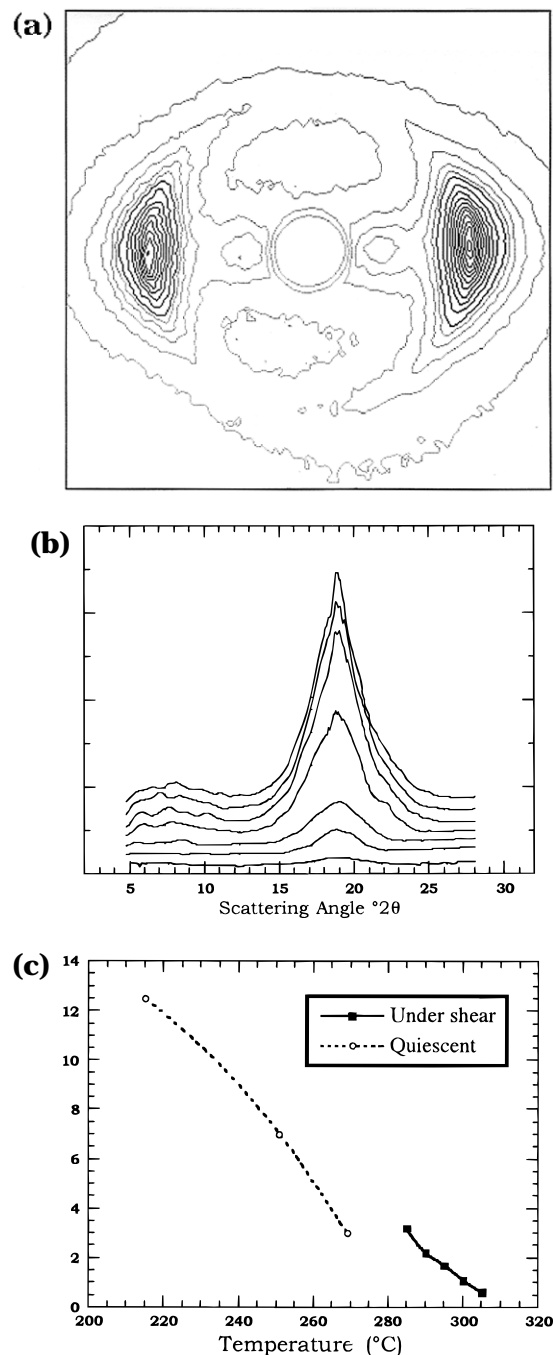 (a)
(b)
5 10 15 19 25 30
Scattering Angle °2θ
(c)
14
12
10
8
6
4
2
0
Under shear
Quiescent
200 220 240 260 280 300 320
Temperature (°C)